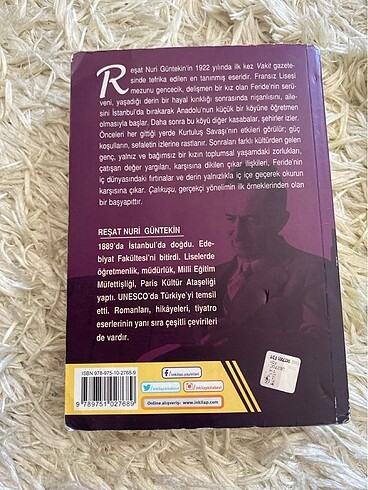 Reşat Nuri Güntekin'in 1922 yılında ilk kez Vakit gazete-
sinde tefrika edilen en tanınmış eseridir. Fransız Lisesi
mezunu gencecik, delişmen bir kız olan Feride'nin serü-
veni, yaşadığı derin bir hayal kırıklığı sonrasında nişanlısını, aile-
sini İstanbul'da bırakarak Anadolu'nun küçük bir köyüne öğretmen
olmasıyla başlar. Daha sonra bu köyü diğer kasabalar, şehirler izler.
Önceleri her gittiği yerde Kurtuluş Savaşı'nın etkileri görülür; güç
koşulların, sefaletin izlerine rastlanır. Sonraları farklı kültürden gelen
genç, yalnız ve bağımsız bir kızın toplumsal yaşamdaki zorlukları,
çatışan değer yargıları, karşısına dikilen çıkar ilişkileri, Feride'nin
iç dünyasındaki fırtınalar ve derin yalnızlıkla iç içe geçerek okurun
karşısına çıkar. Çalıkuşu, gerçekçi yönelimin ilk örneklerinden olan
bir başyapıttır.
REŞAT NURİ GÜNTEKİN
1889'da İstanbul'da doğdu. Ede-
biyat Fakültesi'ni bitirdi. Liselerde
öğretmenlik, müdürlük, Milli Eğitim
Müfettişliği, Paris Kültür Ataşeliği
yaptı. UNESCO'da Türkiye'yi temsil
etti. Romanları, hikâyeleri, tiyatro
eserlerinin yanı sıra çeşitli çevirileri
de vardır.
ISBN 978-975-10-2768-9
9 789751 027689
/inkilap.yayinlari
/inkilapkitabevi
/inkilapkitabevi
Online alışveriş: www.inkilap.com